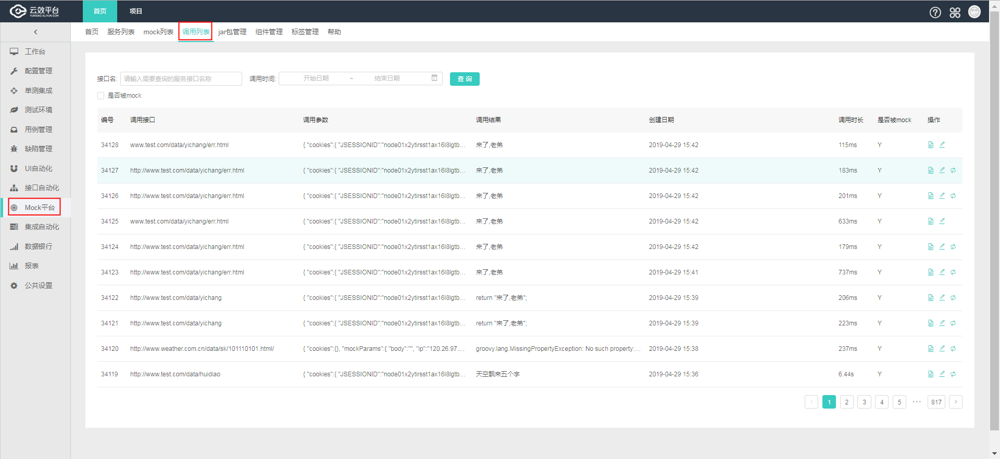 云效平台 首页 项目
YUNXIAO.ALIYUN.COM
首页 服务列表 mock列表 调用列表 jar包管理 组件管理 标签管理 帮助
工作台
配置管理
单测集成
测试环境
用例管理
缺陷管理
UI自动化
接口自动化
Mock平台
集成自动化
数据银行
报表
公共设置
接口名: 请输入需要查询的服务接口名称 调用时间: 开始日期 ~ 结束日期 查 询
是否被mock
编号 调用接口 调用参数 调用结果 创建日期 调用时长 是否被mock 操作
34128 www.test.com/data/yichang/err.html { "cookies":{ "JSESSIONID":"node01x2ytirsst1ax16l8lgtb... 来了,老弟 2019-04-29 15:42 115ms Y
34127 http://www.test.com/data/yichang/err.html { "cookies":{ "JSESSIONID":"node01x2ytirsst1ax16l8lgtb... 来了,老弟 2019-04-29 15:42 183ms Y
34126 http://www.test.com/data/yichang/err.html { "cookies":{ "JSESSIONID":"node01x2ytirsst1ax16l8lgtb... 来了,老弟 2019-04-29 15:42 201ms Y
34125 www.test.com/data/yichang/err.html { "cookies":{ "JSESSIONID":"node01x2ytirsst1ax16l8lgtb... 来了,老弟 2019-04-29 15:42 633ms Y
34124 http://www.test.com/data/yichang/err.html { "cookies":{ "JSESSIONID":"node01x2ytirsst1ax16l8lgtb... 来了,老弟 2019-04-29 15:42 179ms Y
34123 http://www.test.com/data/yichang/err.html { "cookies":{ "JSESSIONID":"node01x2ytirsst1ax16l8lgtb... 来了,老弟 2019-04-29 15:41 737ms Y
34122 http://www.test.com/data/yichang { "cookies":{ "JSESSIONID":"node01x2ytirsst1ax16l8lgtb... return "来了,老弟"; 2019-04-29 15:39 206ms Y
34121 http://www.test.com/data/yichang { "cookies":{ "JSESSIONID":"node01x2ytirsst1ax16l8lgtb... return "来了,老弟"; 2019-04-29 15:39 223ms Y
34120 http://www.weather.com.cn/data/sk/101110101.html/ { "cookies":{}, "mockParams":{ "body":"", "ip":"120.26.97.... groovy.lang.MissingPropertyException: No such property:... 2019-04-29 15:38 237ms Y
34119 http://www.test.com/data/huidiao { "cookies":{ "JSESSIONID":"node01x2ytirsst1ax16l8lgtb... 天空飘来五个字 2019-04-29 15:36 6.44s Y
< 1 2 3 4 5 ••• 817 >